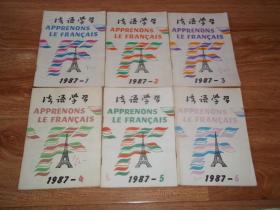 法语学习
APPRENONS
LE FRANÇAIS
1987-1
法语学习
APPRENONS
LE FRANÇAIS
1987-2
法语学习
APPRENONS
LE FRANÇAIS
1987-3
法语学习
APPRENONS
LE FRANÇAIS
1987-4
法语学习
APPRENONS
LE FRANÇAIS
1987-5
法语学习
APPRENONS
LE FRANÇAIS
1987-6